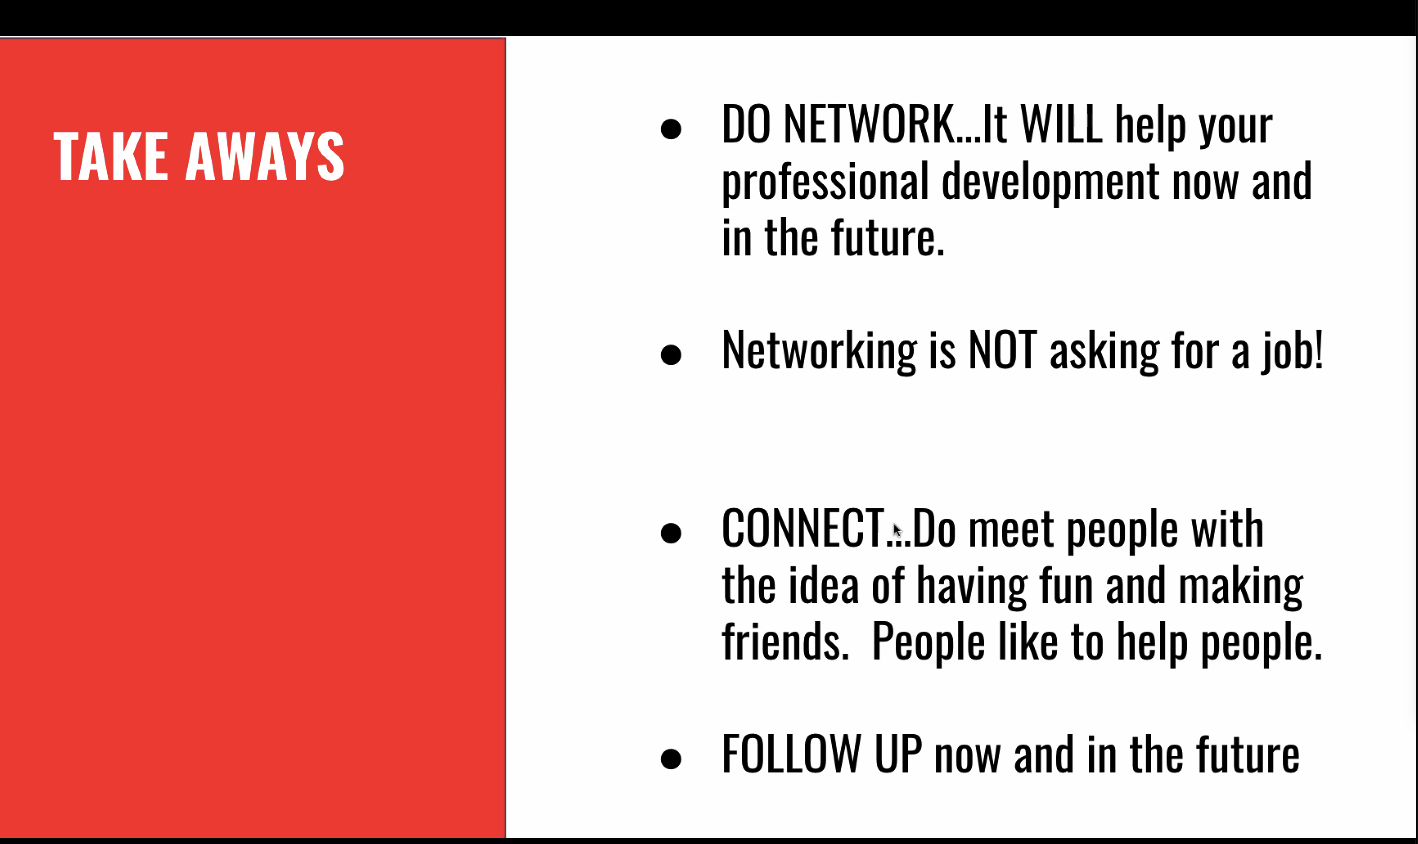 TAKE AWAYS
● DO NETWORK...It WILL help your
professional development now and
in the future.
● Networking is NOT asking for a job!
● CONNECT...Do meet people with
the idea of having fun and making
friends.  People like to help people.
● FOLLOW UP now and in the future